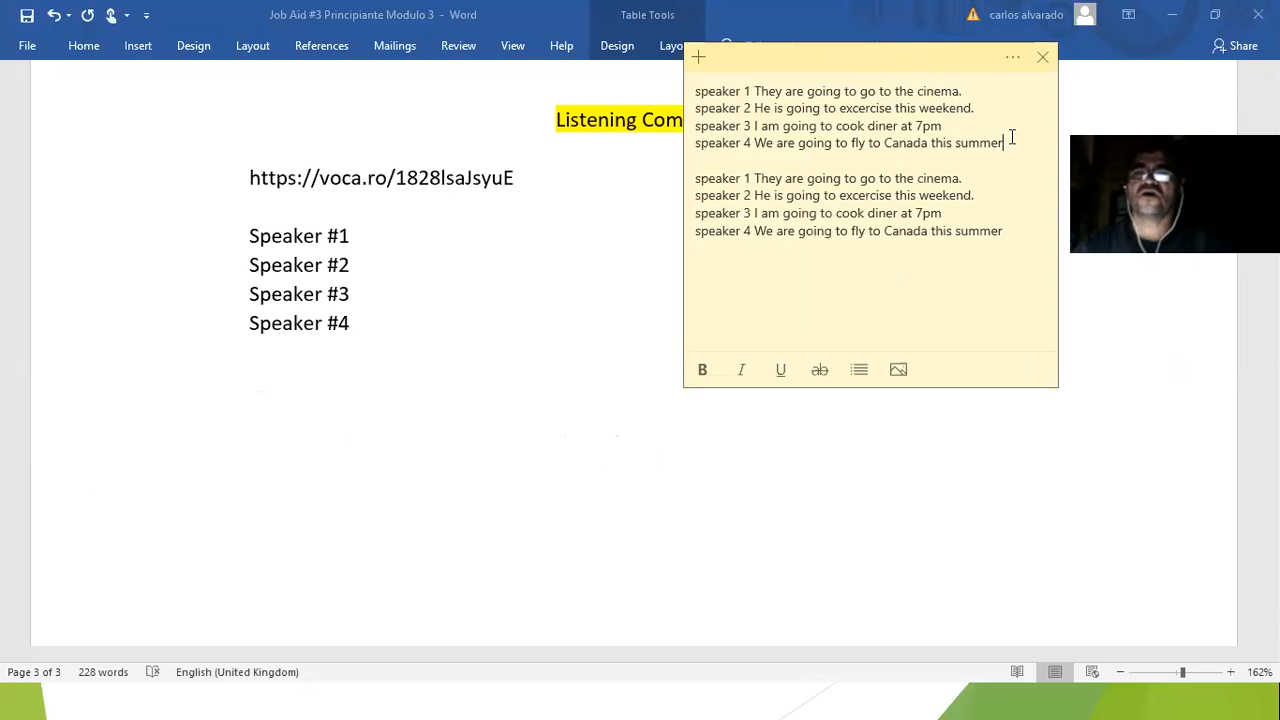 Job Aid #3 Principiante Modulo 3 - Word
Table Tools
carlos alvarado
File Home Insert Design Layout References Mailings Review View Help Design Share
Listening Com
https://voca.ro/1828lsaJsyuE
Speaker #1
Speaker #2
Speaker #3
Speaker #4
speaker 1 They are going to go to the cinema.
speaker 2 He is going to excercise this weekend.
speaker 3 I am going to cook diner at 7pm
speaker 4 We are going to fly to Canada this summer
speaker 1 They are going to go to the cinema.
speaker 2 He is going to excercise this weekend.
speaker 3 I am going to cook diner at 7pm
speaker 4 We are going to fly to Canada this summer
B I U ab
Page 3 of 3 228 words English (United Kingdom) 162%